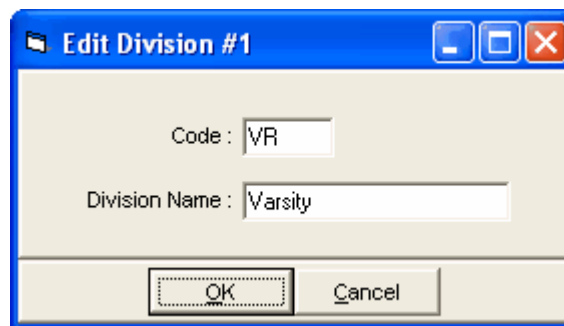 Edit Division #1
Code : VR
Division Name : Varsity
OK Cancel